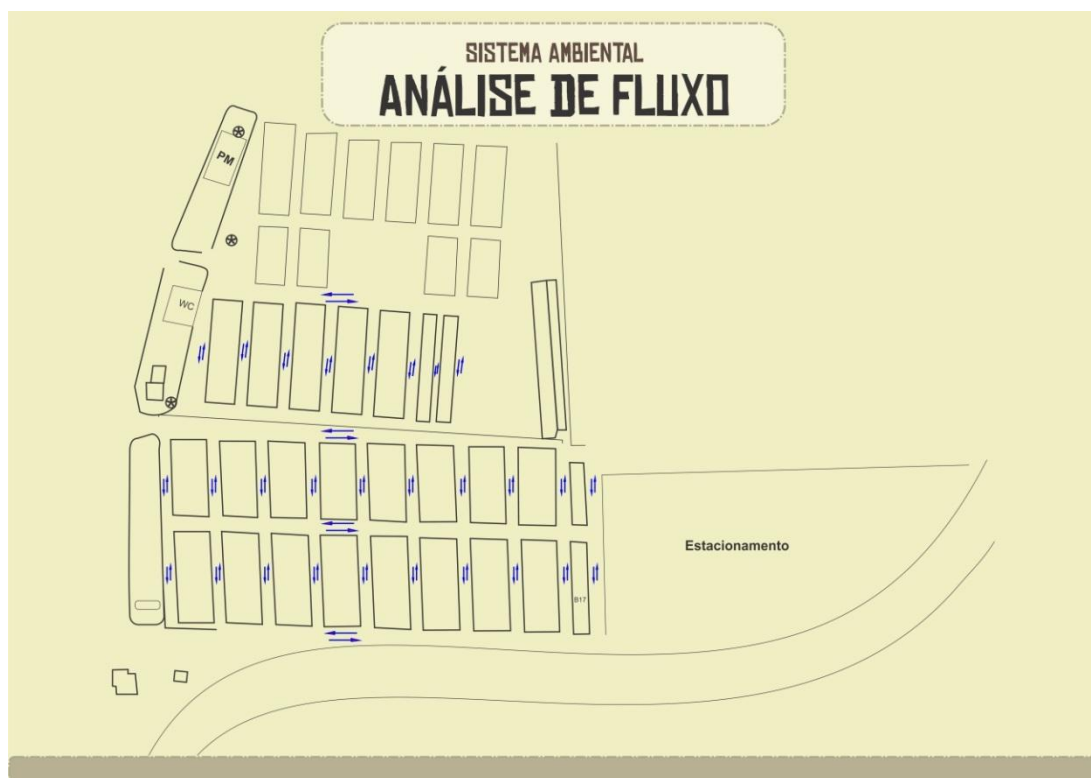 SISTEMA AMBIENTAL
ANÁLISE DE FLUXO
PM
WC
Estacionamento
B17